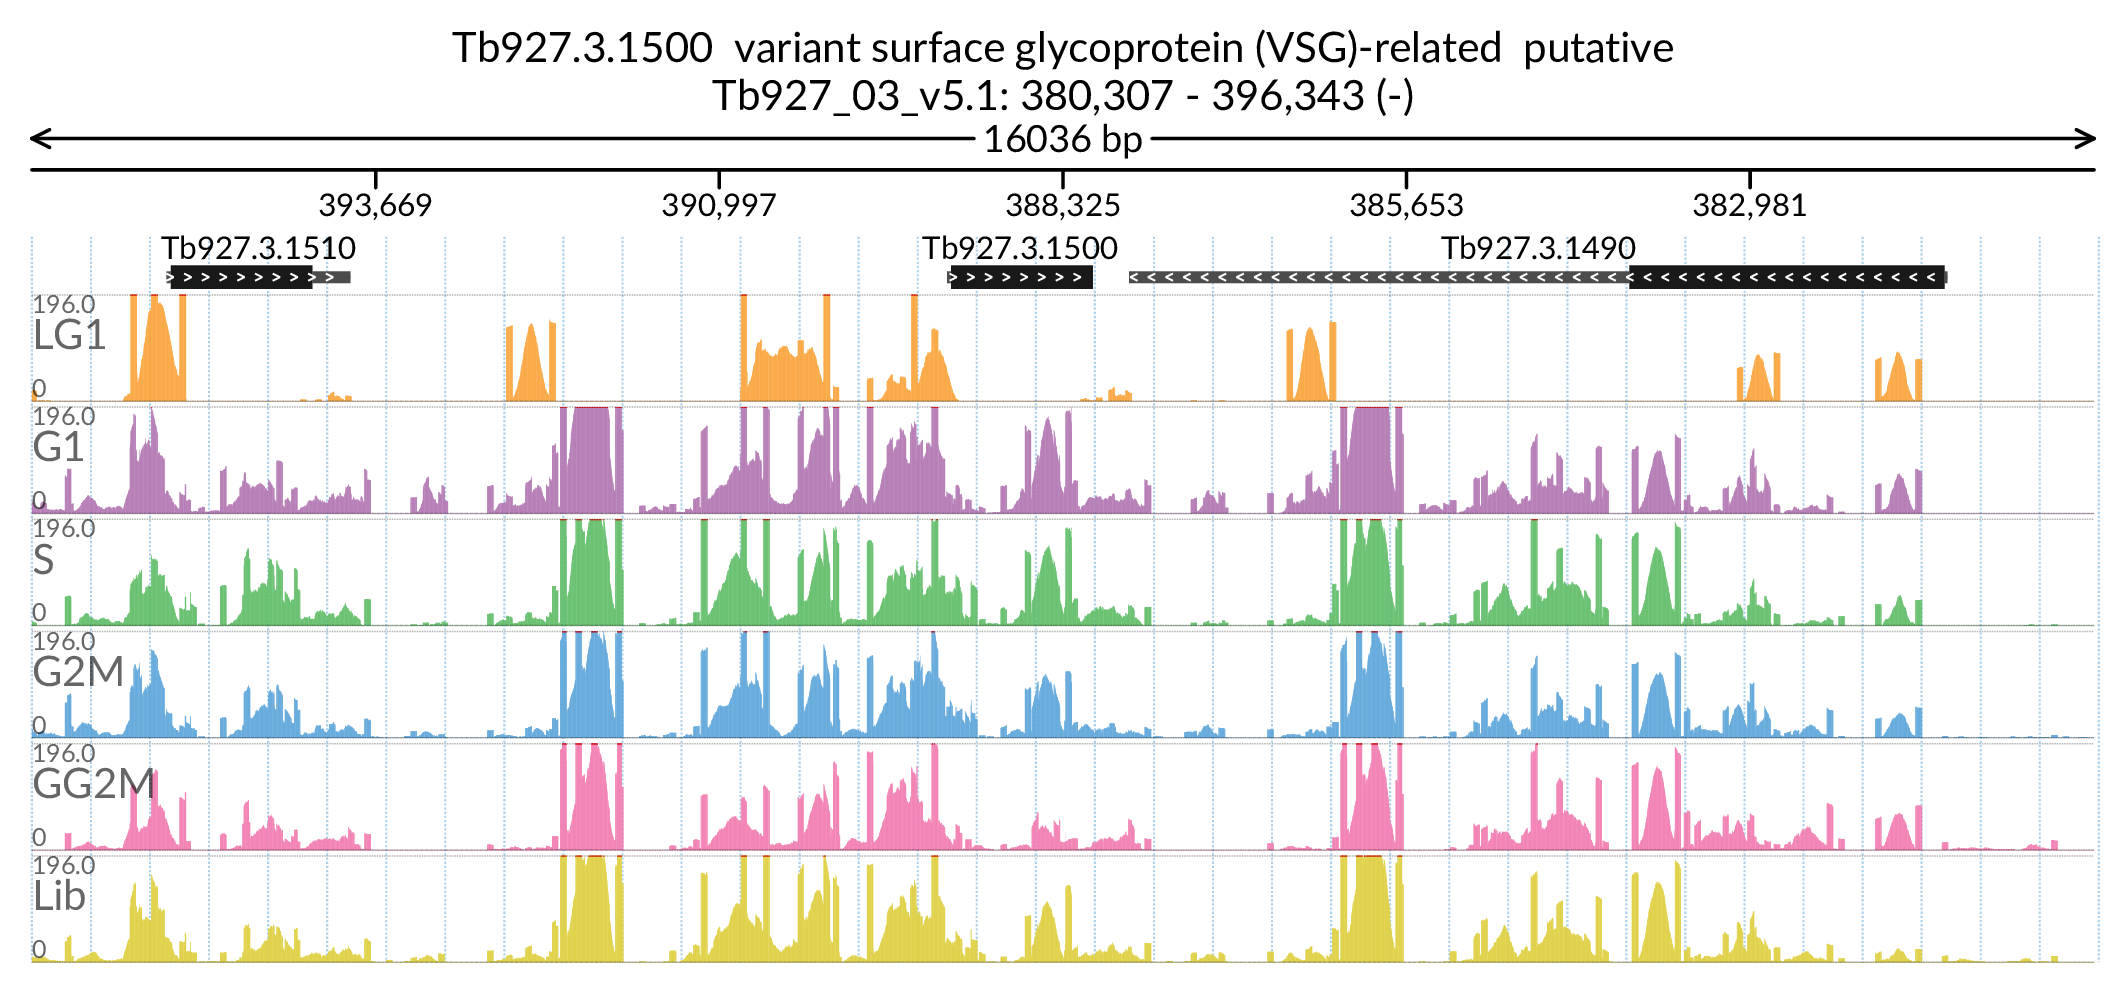 Tb927.3.1500  variant surface glycoprotein (VSG)-related  putative
Tb927_03_v5.1: 380,307 - 396,343 (-)
16036 bp
393,669 390,997 388,325 385,653 382,981
Tb927.3.1510 Tb927.3.1500 Tb927.3.1490
196.0
LG1
0
196.0
G1
0
196.0
S
0
196.0
G2M
0
196.0
GG2M
0
196.0
Lib
0